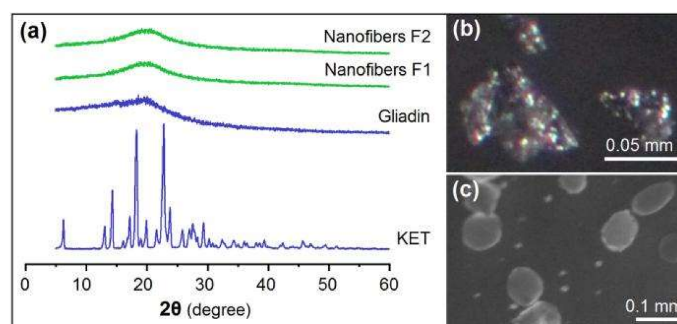 (a)
Nanofibers F2
Nanofibers F1
Gliadin
KET
0 10 20 30 40 50 60
2θ (degree)
(b)
0.05 mm
(c)
0.1 mm